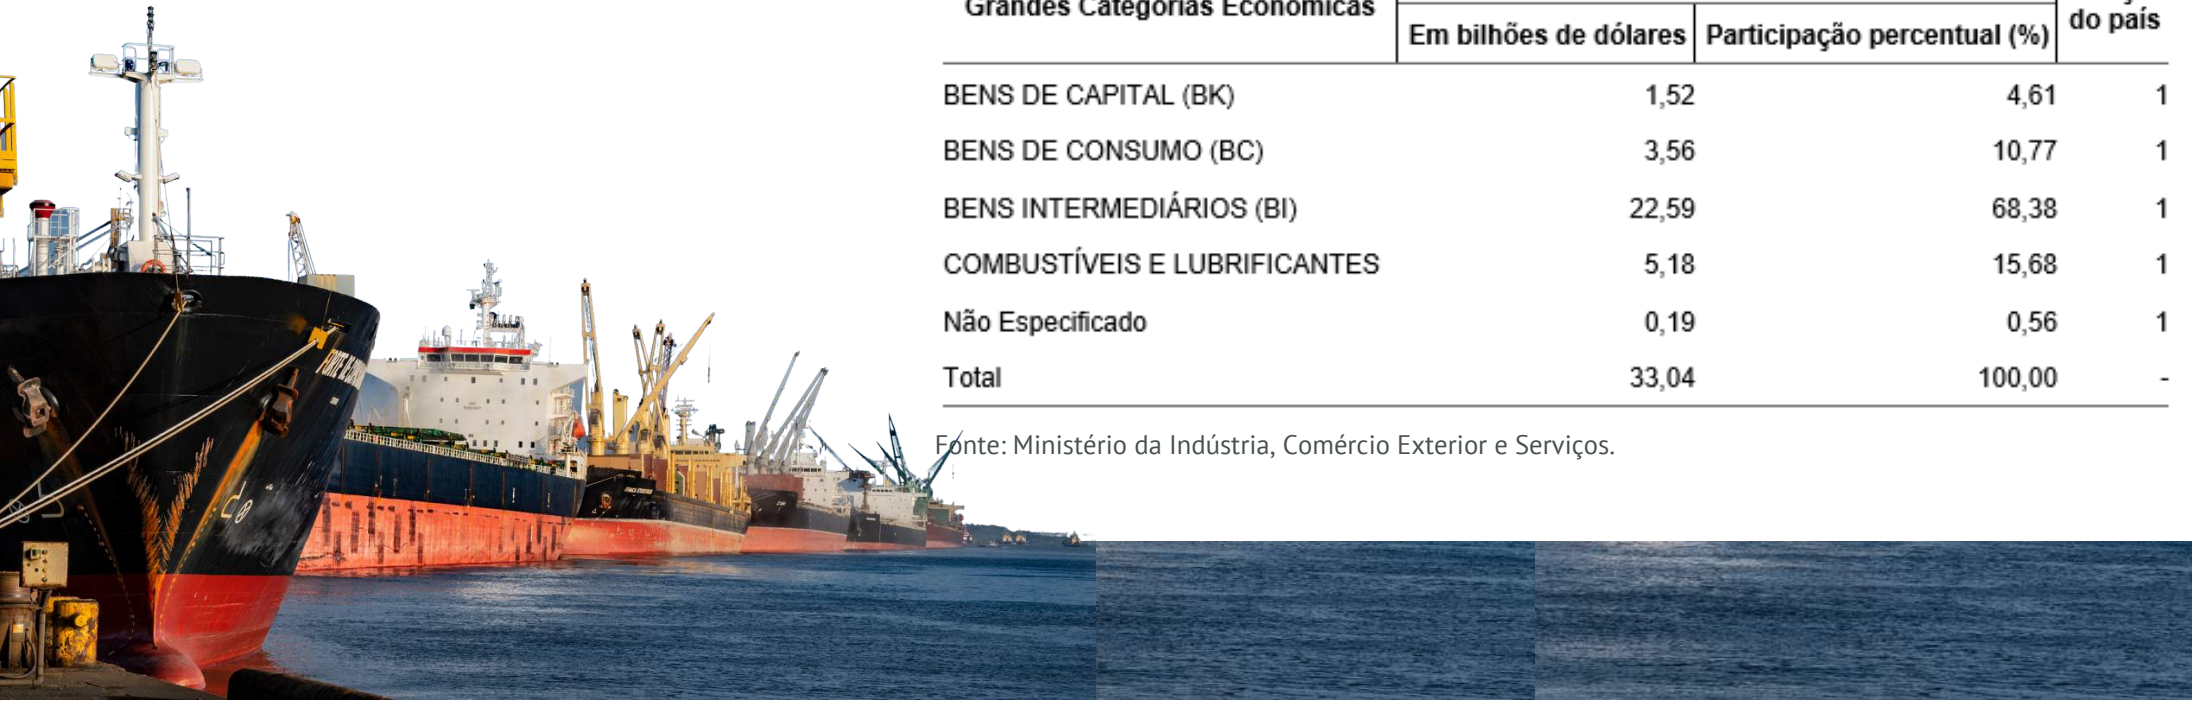 Grandes Categorias Econômicas
do país
Em bilhões de dólares Participação percentual (%)
BENS DE CAPITAL (BK) 1,52 4,61 1
BENS DE CONSUMO (BC) 3,56 10,77 1
BENS INTERMEDIÁRIOS (BI) 22,59 68,38 1
COMBUSTÍVEIS E LUBRIFICANTES 5,18 15,68 1
Não Especificado 0,19 0,56 1
Total 33,04 100,00 -
Fonte: Ministério da Indústria, Comércio Exterior e Serviços.